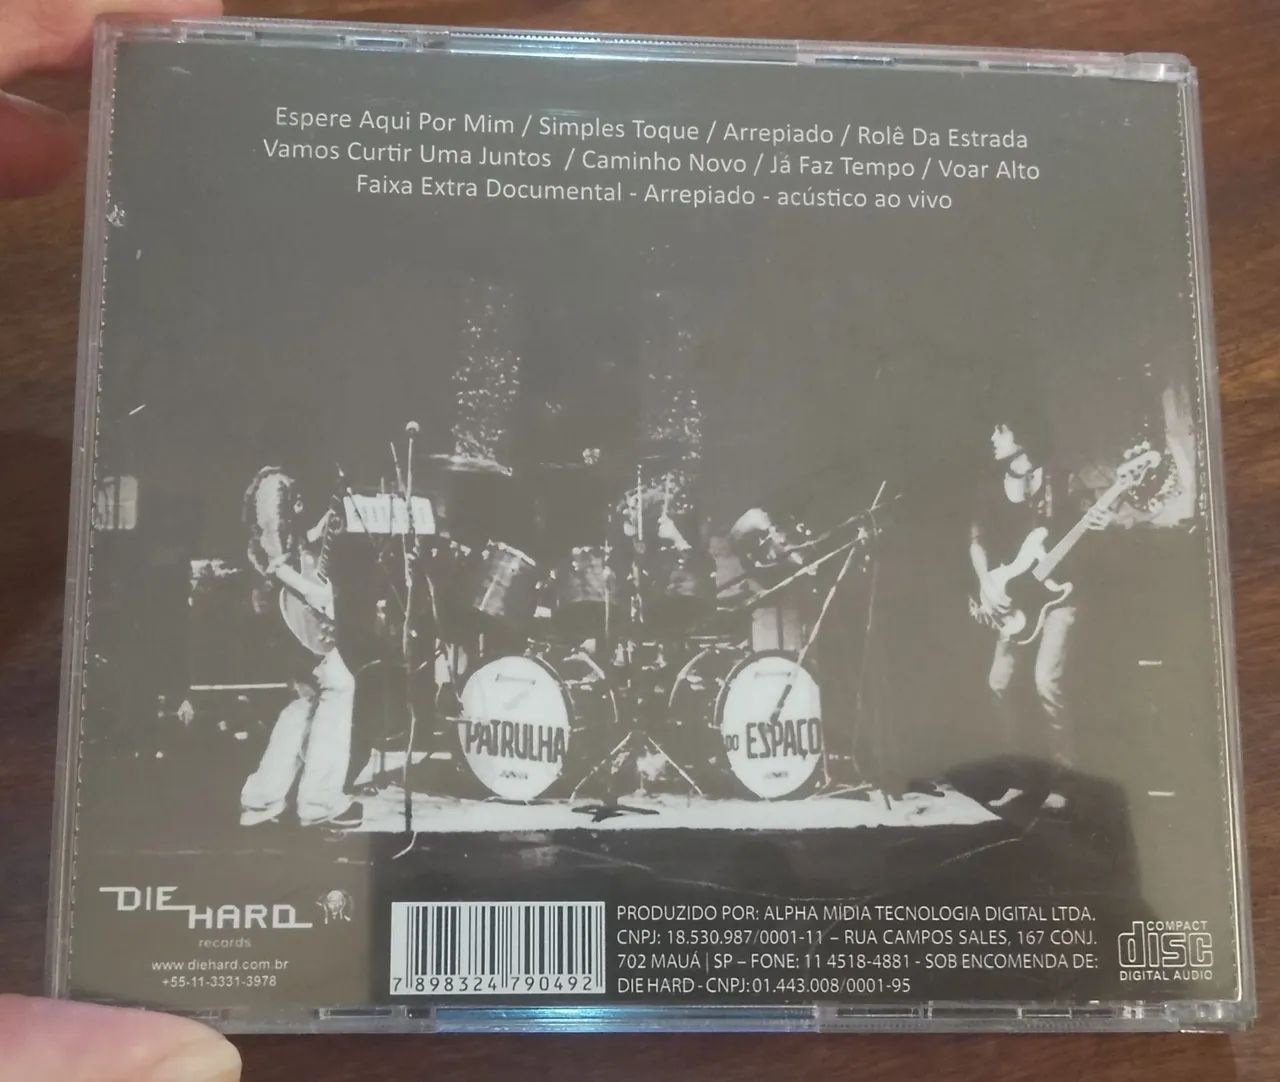 Espere Aqui Por Mim / Simples Toque / Arrepiado / Rolê Da Estrada
Vamos Curtir Uma Juntos / Caminho Novo / Já Faz Tempo / Voar Alto
Faixa Extra Documental - Arrepiado - acústico ao vivo
PATRULHA
DO ESPAÇO
DIE HARD
records
www.diehard.com.br
+55-11-3331-3978
7 898324 790492
PRODUZIDO POR: ALPHA MÍDIA TECNOLOGIA DIGITAL LTDA.
CNPJ: 18.530.987/0001-11 – RUA CAMPOS SALES, 167 CONJ.
702 MAUÁ | SP – FONE: 11 4518-4881 - SOB ENCOMENDA DE:
DIE HARD - CNPJ: 01.443.008/0001-95
COMPACT
disc
DIGITAL AUDIO